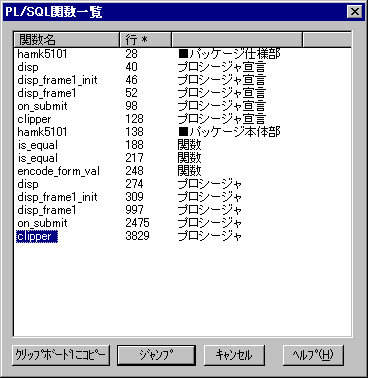 PL/SQL関数一覧
関数名 行 *
hamk5101 28 ■パッケージ仕様部
disp 40 プロシージャ宣言
disp_frame1_init 46 プロシージャ宣言
disp_frame1 52 プロシージャ宣言
on_submit 98 プロシージャ宣言
clipper 128 プロシージャ宣言
hamk5101 138 ■パッケージ本体部
is_equal 188 関数
is_equal 217 関数
encode_form_val 248 関数
disp 274 プロシージャ
disp_frame1_init 309 プロシージャ
disp_frame1 997 プロシージャ
on_submit 2475 プロシージャ
clipper 3829 プロシージャ
クリップボードにコピー ジャンプ キャンセル ヘルプ(H)